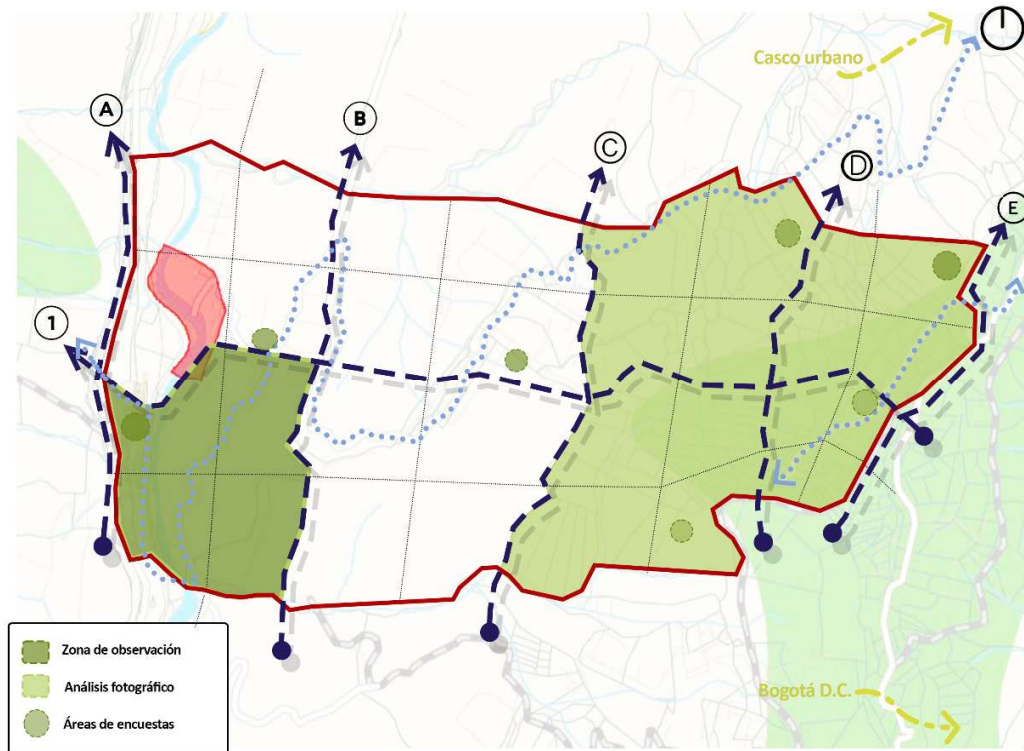 Casco urbano
A
B
C
D
E
1
Zona de observación
Análisis fotográfico
Áreas de encuestas
Bogotá D.C.